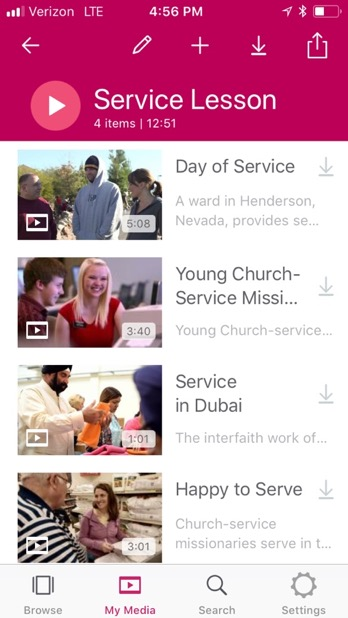 Verizon LTE 4:56 PM
Service Lesson
4 items | 12:51
Day of Service
A ward in Henderson,
Nevada, provides se...
5:08
Young Church-
Service Missi...
Young Church-service...
3:40
Service
in Dubai
The interfaith work of...
1:01
Happy to Serve
Church-service
missionaries serve in t...
3:01
Browse My Media Search Settings